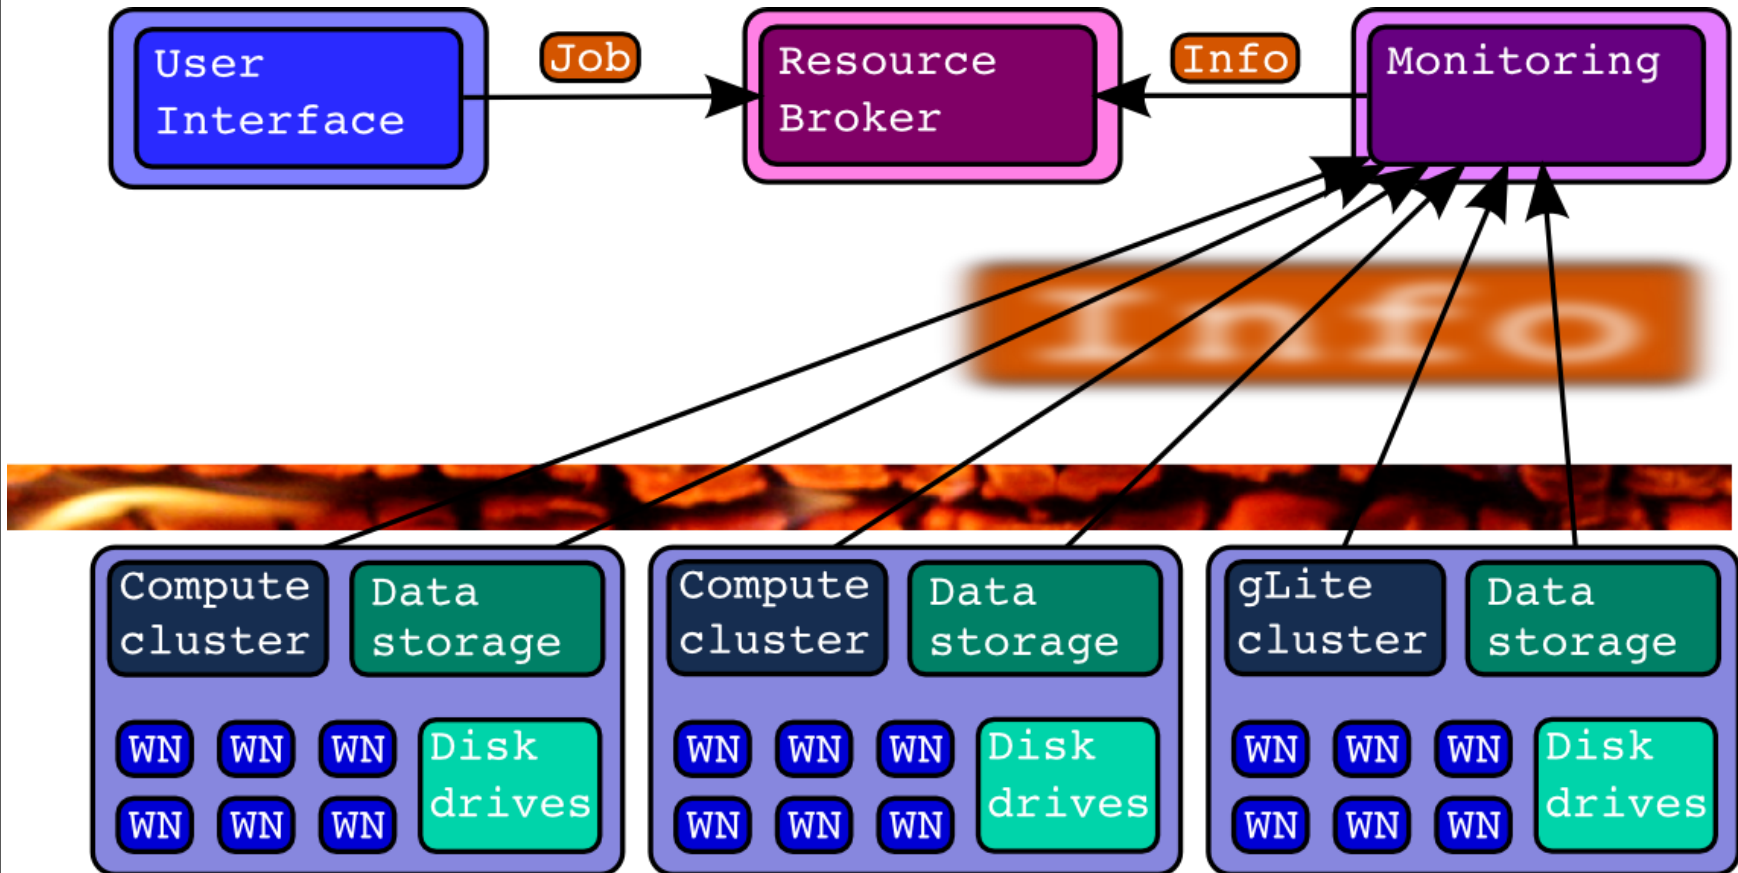 User
Interface
Job
Resource
Broker
Info
Monitoring
Info
Compute
cluster
Data
storage
WN WN WN
WN WN WN
Disk
drives
Compute
cluster
Data
storage
WN WN WN
WN WN WN
Disk
drives
gLite
cluster
Data
storage
WN WN WN
WN WN WN
Disk
drives